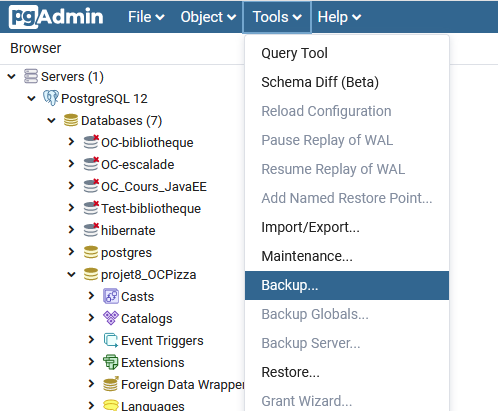 pgAdmin File Object Tools Help
Browser
Servers (1)
PostgreSQL 12
Databases (7)
OC-bibliotheque
OC-escalade
OC_Cours_JavaEE
Test-bibliotheque
hibernate
postgres
projet8_OCPizza
Casts
Catalogs
Event Triggers
Extensions
Foreign Data Wrapper
Languages
Query Tool
Schema Diff (Beta)
Reload Configuration
Pause Replay of WAL
Resume Replay of WAL
Add Named Restore Point...
Import/Export...
Maintenance...
Backup...
Backup Globals...
Backup Server...
Restore...
Grant Wizard...